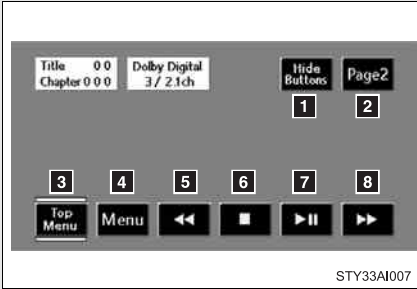 Title 0 0
Chapter 0 0 0
Dolby Digital
3 / 2.1ch
Hide
Buttons
Page2
1
2
3
4
5
6
7
8
Top
Menu
Menu
STY33AI007